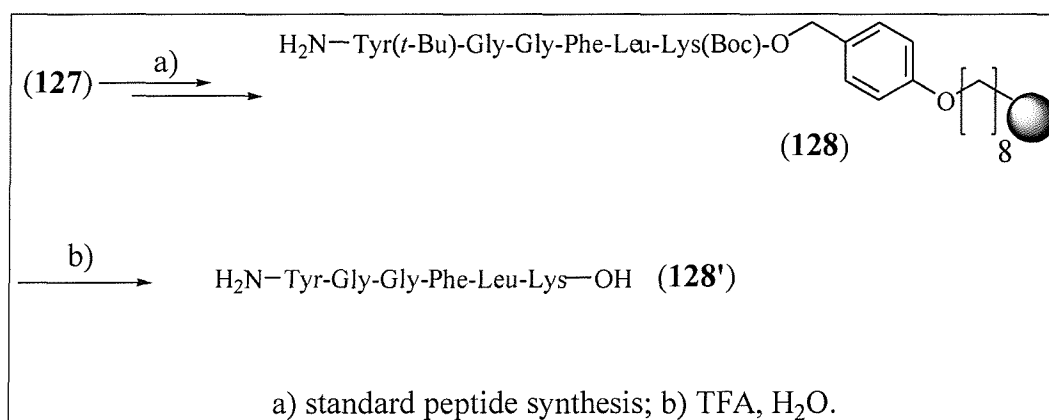 H₂N-Tyr(t-Bu)-Gly-Gly-Phe-Leu-Lys(Boc)-O
(127)
a)
O
8
(128)
b)
H₂N-Tyr-Gly-Gly-Phe-Leu-Lys-OH (128')
a) standard peptide synthesis; b) TFA, H₂O.